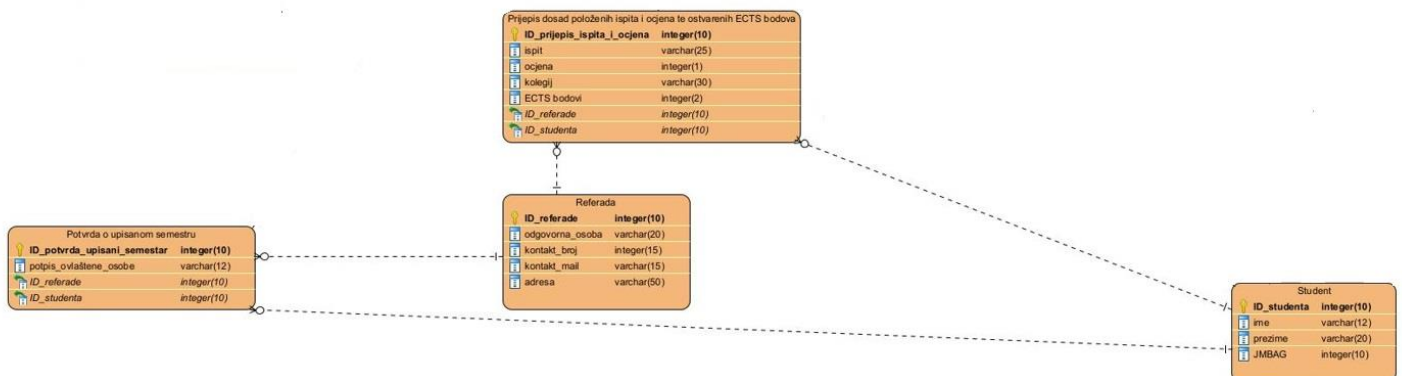 Prijepis dosad položenih ispita i ocjena te ostvarenih ECTS bodova
ID_prijepis_ispita_i_ocjena integer(10)
ispit varchar(25)
ocjena integer(1)
kolegij varchar(30)
ECTS bodovi integer(2)
ID_referade integer(10)
ID_studenta integer(10)
Referada
ID_referade integer(10)
odgovorna_osoba varchar(20)
kontakt_broj integer(15)
kontakt_mail varchar(15)
adresa varchar(50)
Potvrda o upisanom semestru
ID_potvrda_upisani_semestar integer(10)
potpis_ovlaštene_osobe varchar(12)
ID_referade integer(10)
ID_studenta integer(10)
Student
ID_studenta integer(10)
ime varchar(12)
prezime varchar(20)
JMBAG integer(10)